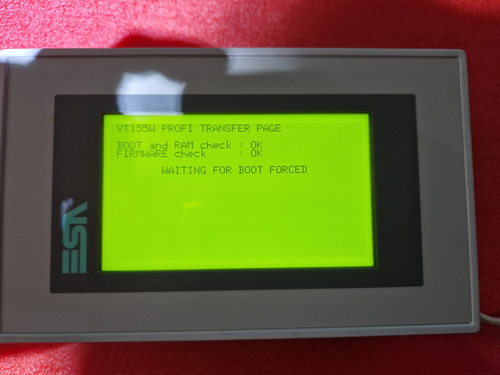 VT155W PROFI TRANSFER PAGE
BOOT and RAM check : OK
FIRMWARE check : OK
WAITING FOR BOOT FORCED
ESA